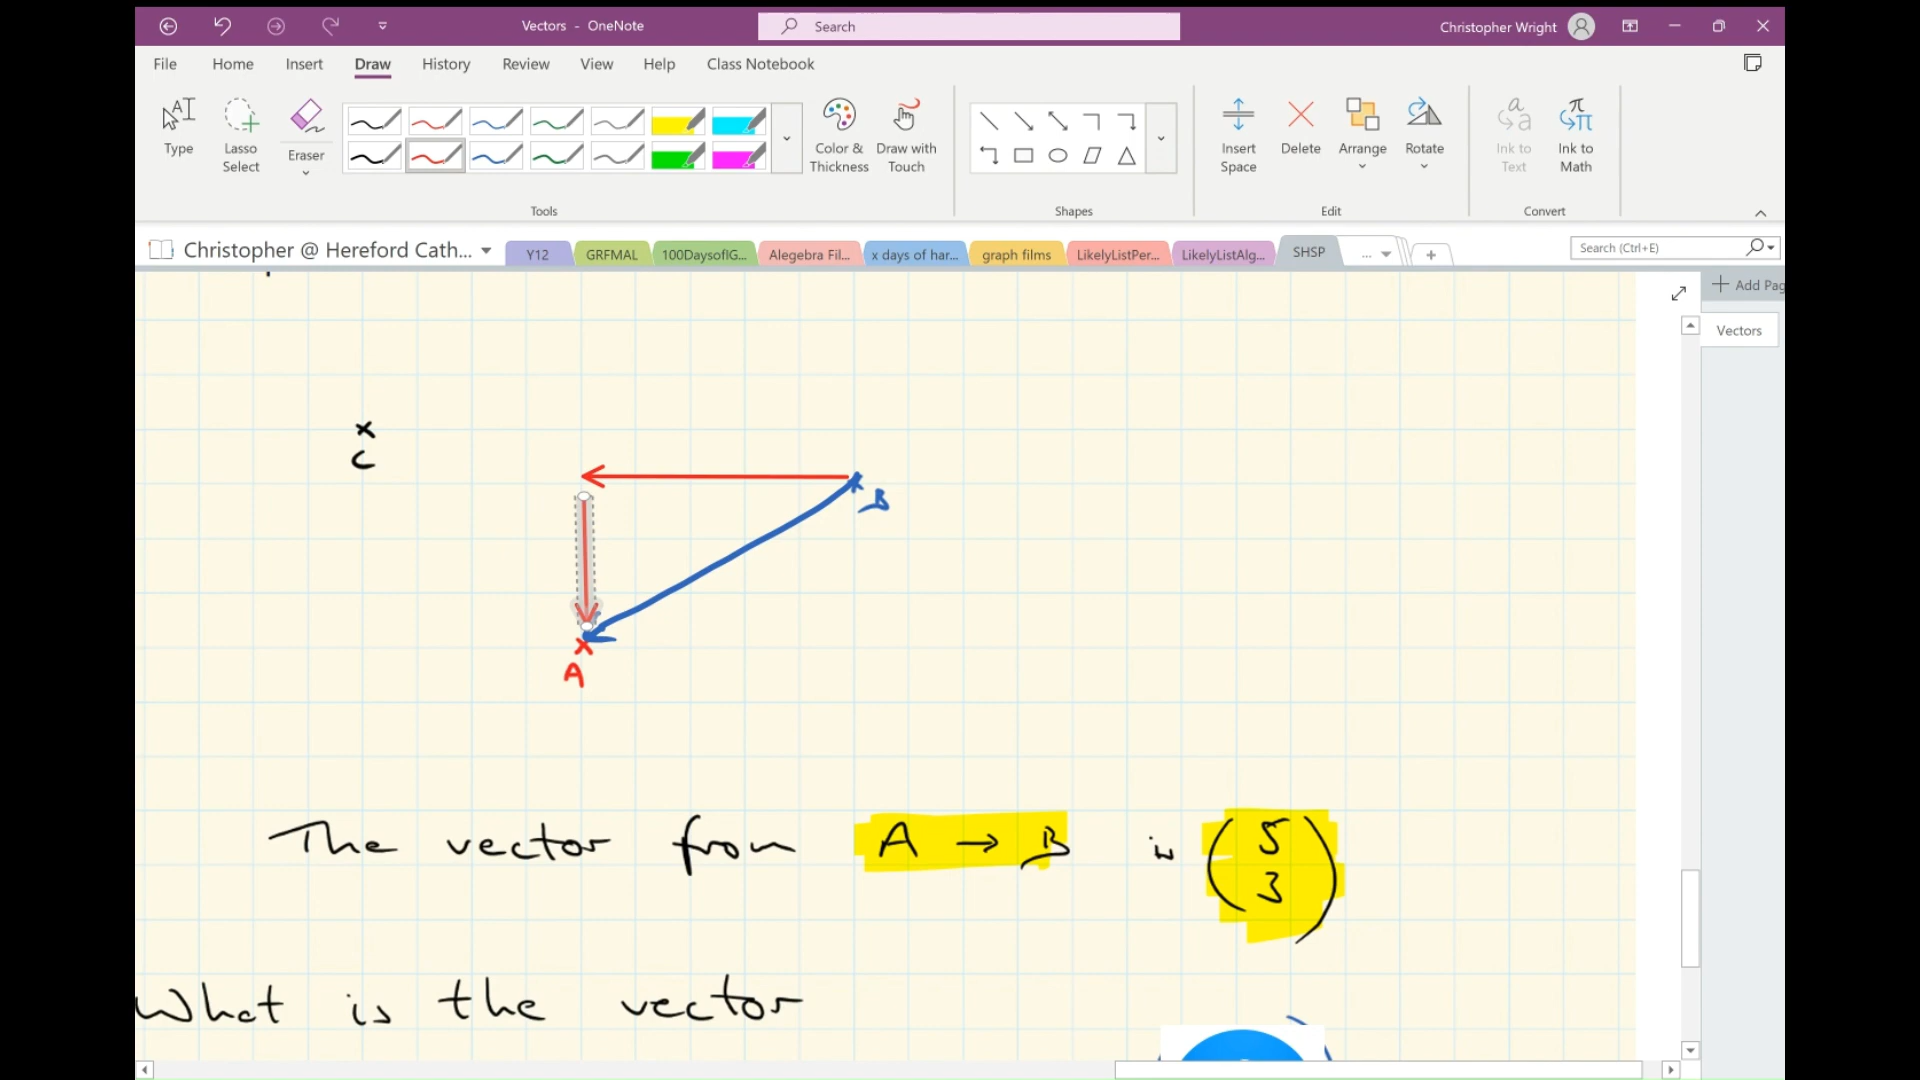 Vectors - OneNote
Search
Christopher Wright
File Home Insert Draw History Review View Help Class Notebook
Type
Lasso Select
Eraser
Color & Thickness
Draw with Touch
Insert Space
Delete
Arrange
Rotate
Ink to Text
Ink to Math
Tools Shapes Edit Convert
Christopher @ Hereford Cath...
Y12 GRFMAL 100DaysofIG... Alegebra Fil... x days of har... graph films LikelyListPer... LikelyListAlg... SHSP ...
Search (Ctrl+E)
Add Pag
Vectors
x
C
B
x
A
The vector from A → B is (5
3)
What is the vector